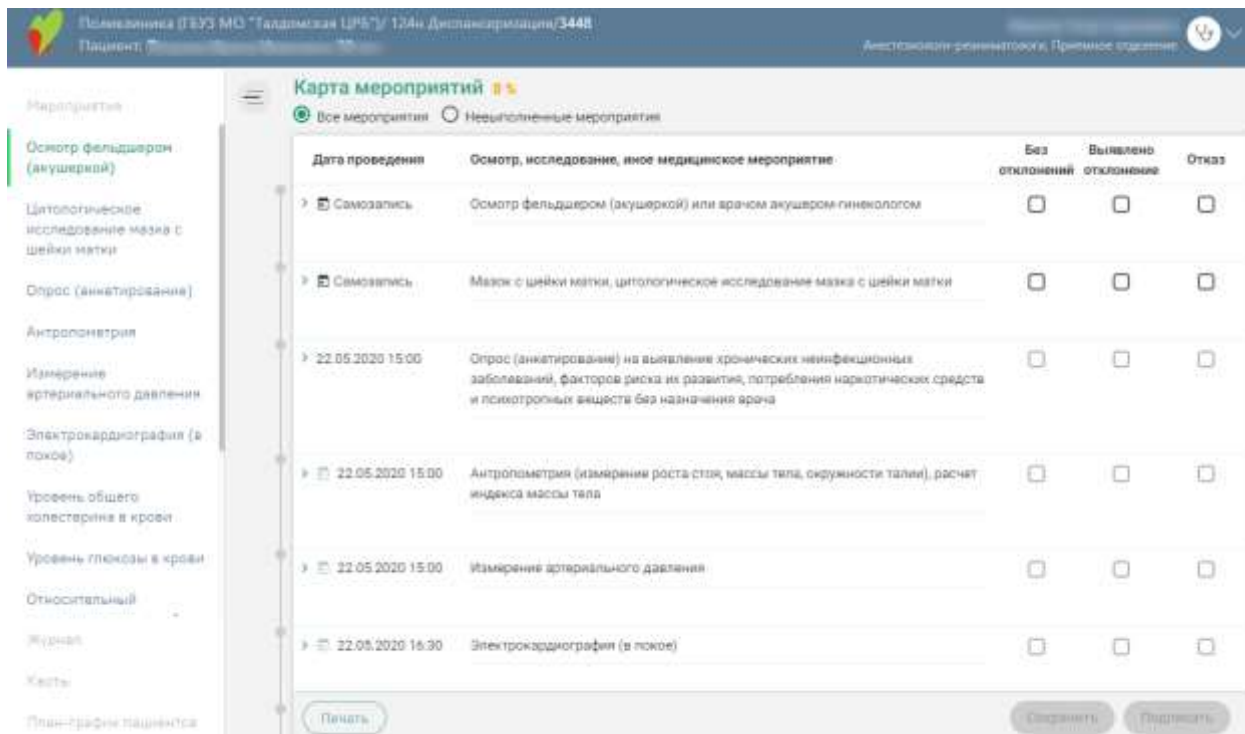 Поликлиника (ГБУЗ МО "Талдомская ЦРБ")/ 124н Диспансеризация/3448
Пациент:
Анестезиологи-реаниматологи, Приемное отделение
Мероприятия
Осмотр фельдшером
(акушеркой)
Цитологическое
исследование мазка с
шейки матки
Опрос (анкетирование)
Антропометрия
Измерение
артериального давления
Электрокардиография (в
покое)
Уровень общего
холестерина в крови
Уровень глюкозы в крови
Относительный
Журнал
Карты
План-график пациентов
Карта мероприятий 0 %
Все мероприятия Невыполненные мероприятия
Дата проведения Осмотр, исследование, иное медицинское мероприятие Без отклонений Выявлено отклонение Отказ
Самозапись Осмотр фельдшером (акушеркой) или врачом акушером-гинекологом
Самозапись Мазок с шейки матки, цитологическое исследование мазка с шейки матки
22.05.2020 15:00 Опрос (анкетирование) на выявление хронических неинфекционных
заболеваний, факторов риска их развития, потребления наркотических средств
и психотропных веществ без назначения врача
22.05.2020 15:00 Антропометрия (измерение роста стоя, массы тела, окружности талии), расчет
индекса массы тела
22.05.2020 15:00 Измерение артериального давления
22.05.2020 16:30 Электрокардиография (в покое)
Печать Сохранить Подписать